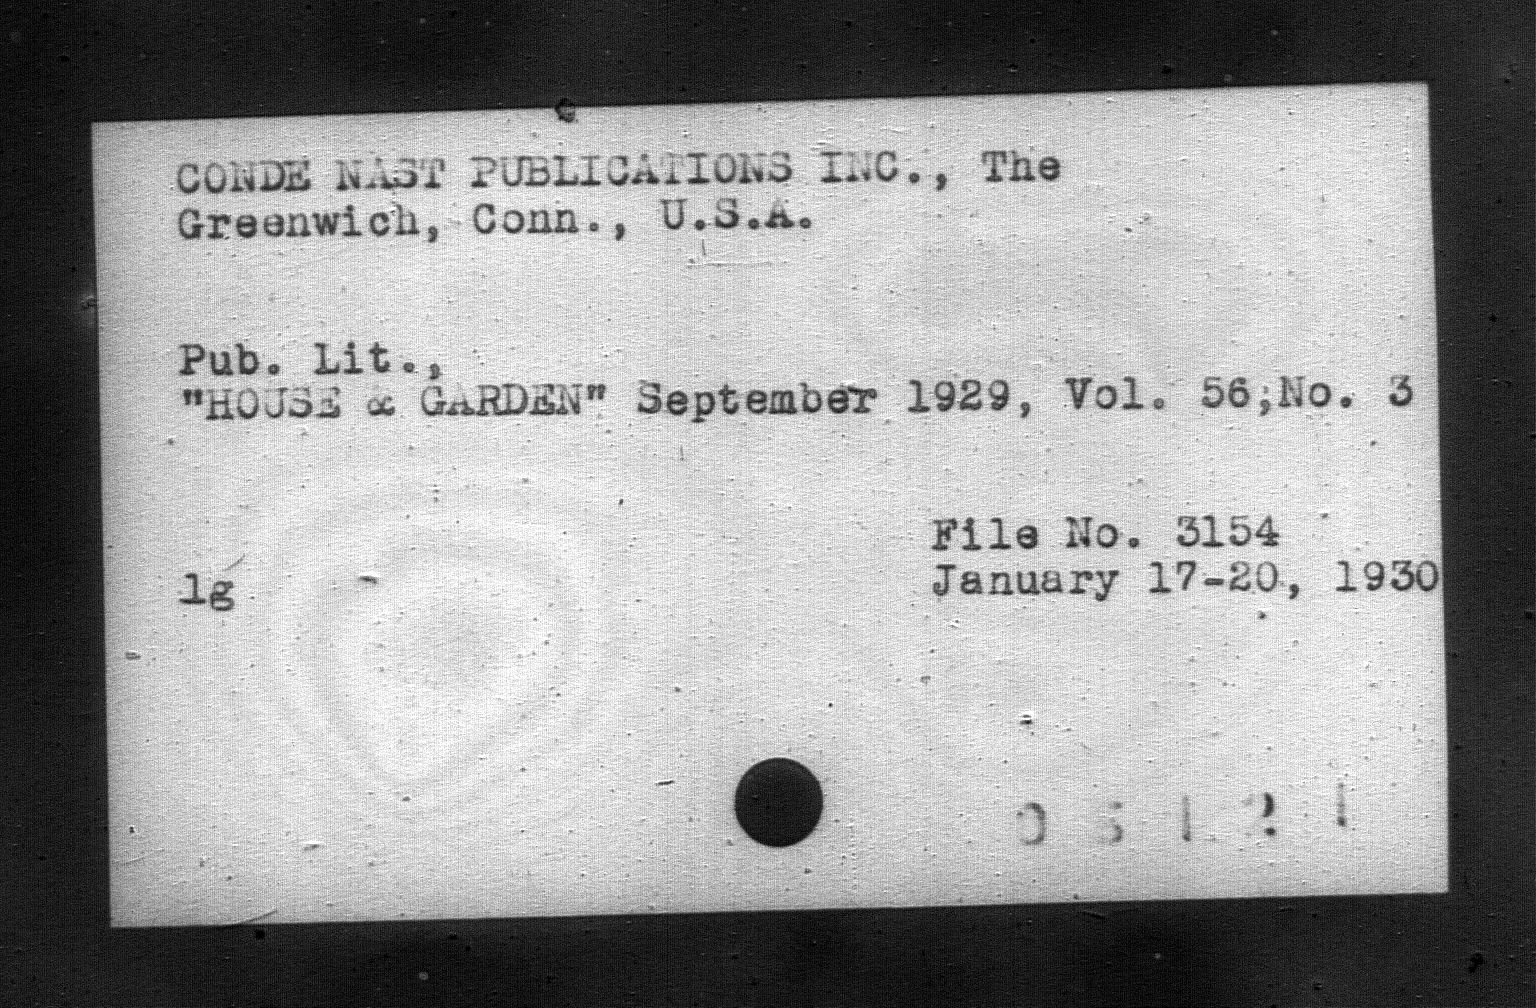 CONDE NAST PUBLICATIONS INC., The
Greenwich, Conn., U.S.A.
Pub. Lit.,
"HOUSE & GARDEN" September 1929, Vol. 56;No. 3
File No. 3154
lg
January 17-20, 1930